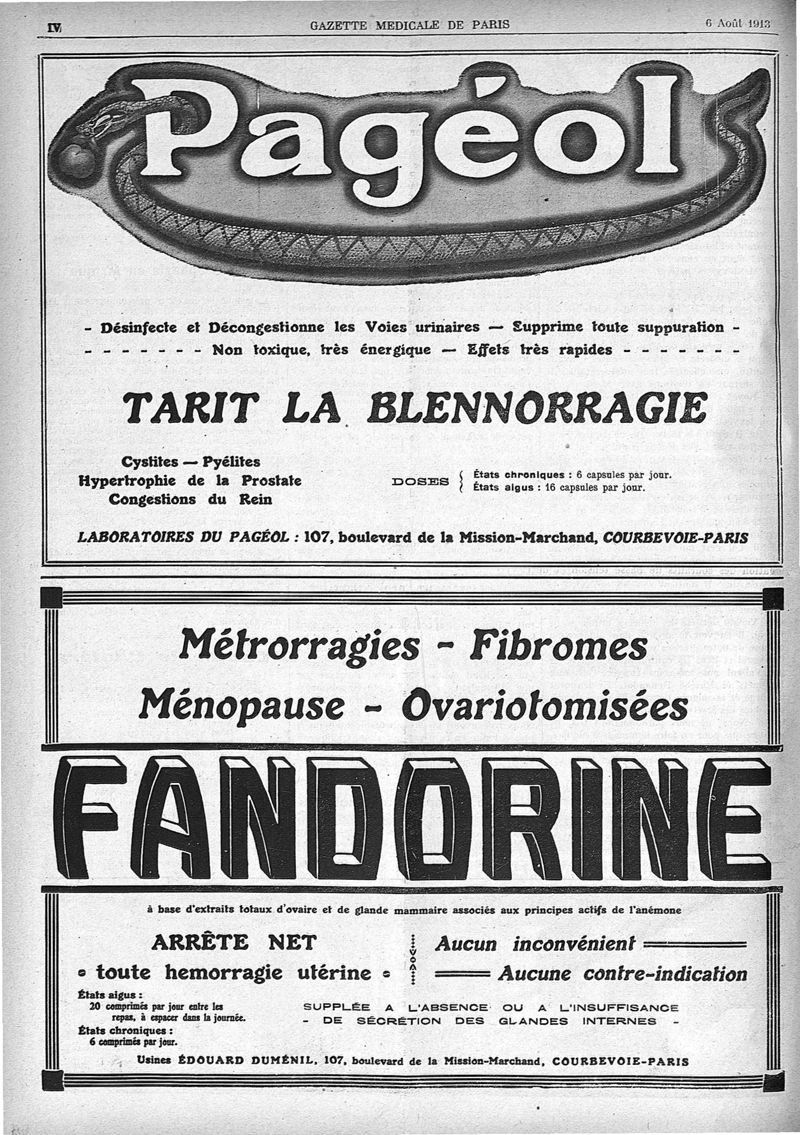 IV
GAZETTE MEDICALE DE PARIS
6 Août 1913
Pagéol
- Désinfecte et Décongestionne les Voies urinaires — Supprime toute suppuration -
- - - - - - - Non toxique, très énergique — Effets très rapides - - - - - - -
TARIT LA BLENNORRAGIE
Cystites — Pyélites
Hypertrophie de la Prostate
Congestions du Rein
DOSES
États chroniques : 6 capsules par jour.
États aigus : 16 capsules par jour.
LABORATOIRES DU PAGÉOL : 107, boulevard de la Mission-Marchand, COURBEVOIE-PARIS
Métrorragies - Fibromes
Ménopause - Ovariotomisées
FANDORINE
à base d'extraits totaux d'ovaire et de glande mammaire associés aux principes actifs de l'anémone
ARRÊTE NET
toute hemorragie utérine
Aucun inconvénient
Aucune contre-indication
États aigus :
20 comprimés par jour entre les
repas, à espacer dans la journée.
États chroniques :
6 comprimés par jour.
SUPPLÉE A L'ABSENCE OU A L'INSUFFISANCE
- DE SÉCRÉTION DES GLANDES INTERNES -
Usines ÉDOUARD DUMÉNIL, 107, boulevard de la Mission-Marchand, COURBEVOIE-PARIS